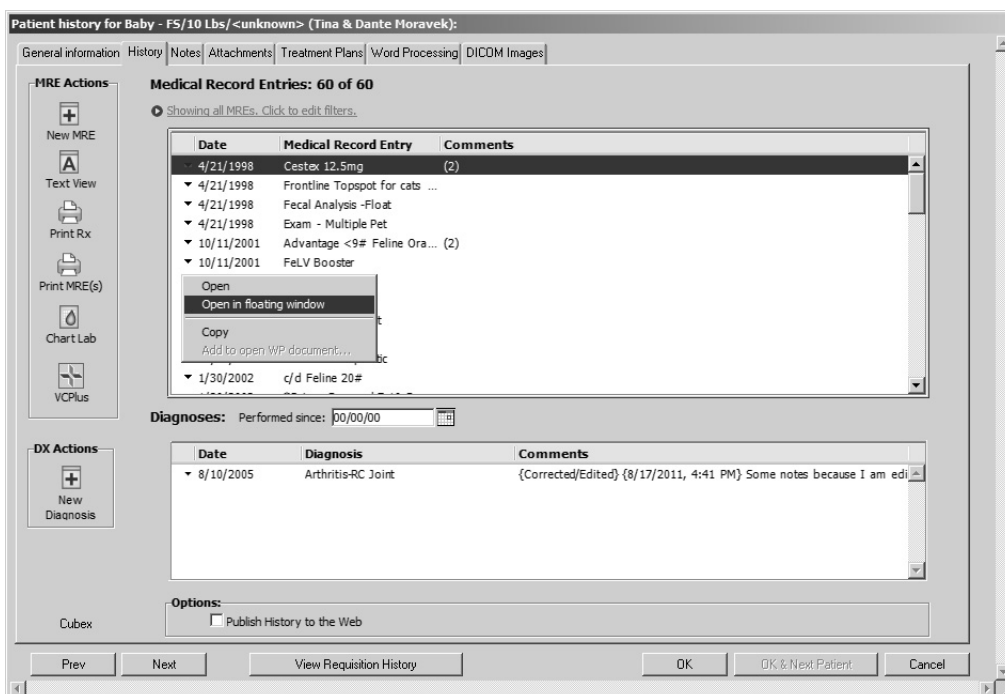 Patient history for Baby - FS/10 Lbs/<unknown> (Tina & Dante Moravek):
General information History Notes Attachments Treatment Plans Word Processing DICOM Images
MRE Actions
New MRE
A
Text View
Print Rx
Print MRE(s)
Chart Lab
VCPlus
Medical Record Entries: 60 of 60
Showing all MREs. Click to edit filters.
Date Medical Record Entry Comments
4/21/1998 Cestex 12.5mg (2)
4/21/1998 Frontline Topspot for cats ...
4/21/1998 Fecal Analysis -Float
4/21/1998 Exam - Multiple Pet
10/11/2001 Advantage <9# Feline Ora... (2)
10/11/2001 FeLV Booster
Open
Open in floating window
Copy
Add to open WP document...
1/30/2002 c/d Feline 20#
Diagnoses: Performed since: 00/00/00
DX Actions
New
Diagnosis
Date Diagnosis Comments
8/10/2005 Arthritis-RC Joint {Corrected/Edited} {8/17/2011, 4:41 PM} Some notes because I am edi
Cubex
Options:
Publish History to the Web
Prev Next View Requisition History OK OK & Next Patient Cancel